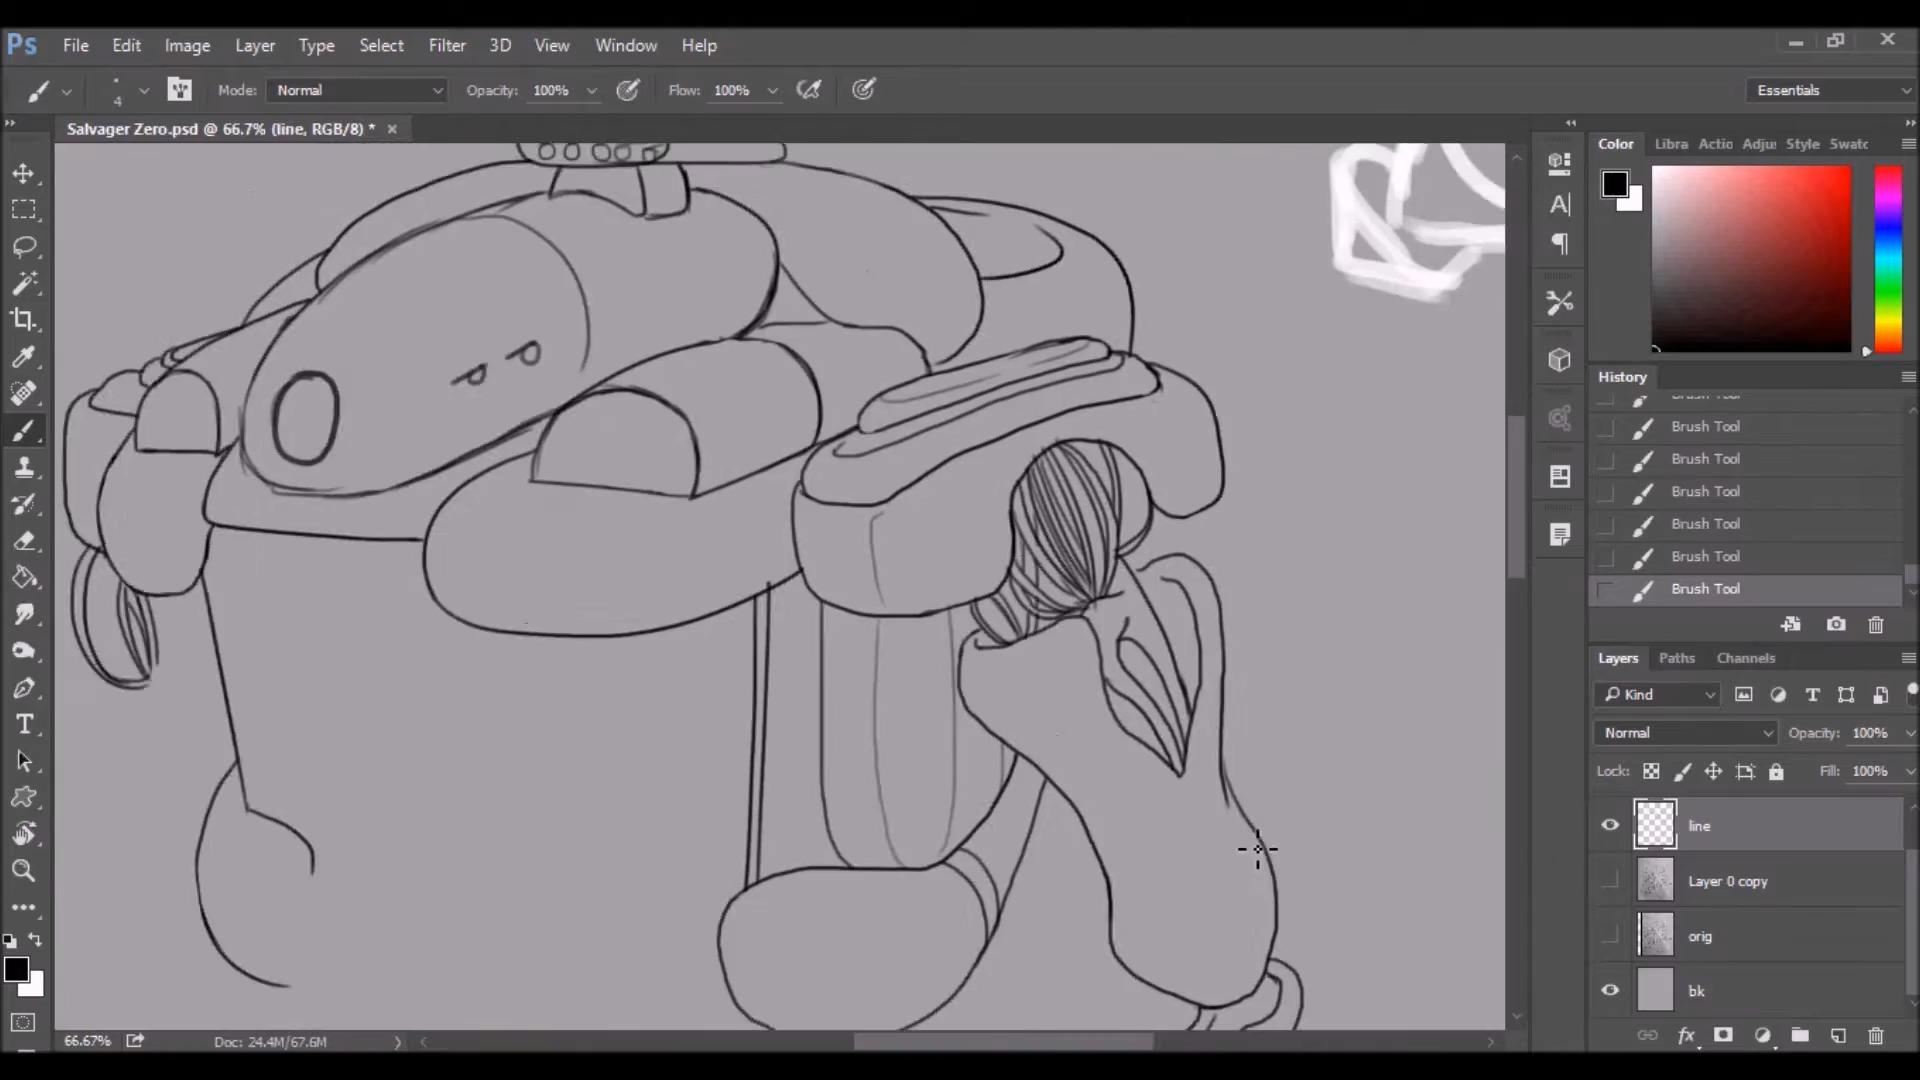 Ps File Edit Image Layer Type Select Filter 3D View Window Help
4 Mode: Normal Opacity: 100% Flow: 100% Essentials
Salvager Zero.psd @ 66.7% (line, RGB/8) * ×
Color Libra Actio Adju Style Swatc
History
Brush Tool
Brush Tool
Brush Tool
Brush Tool
Brush Tool
Brush Tool
Layers Paths Channels
Kind
Normal Opacity: 100%
Lock: Fill: 100%
line
Layer 0 copy
orig
bk
66.67% Doc: 24.4M/67.6M